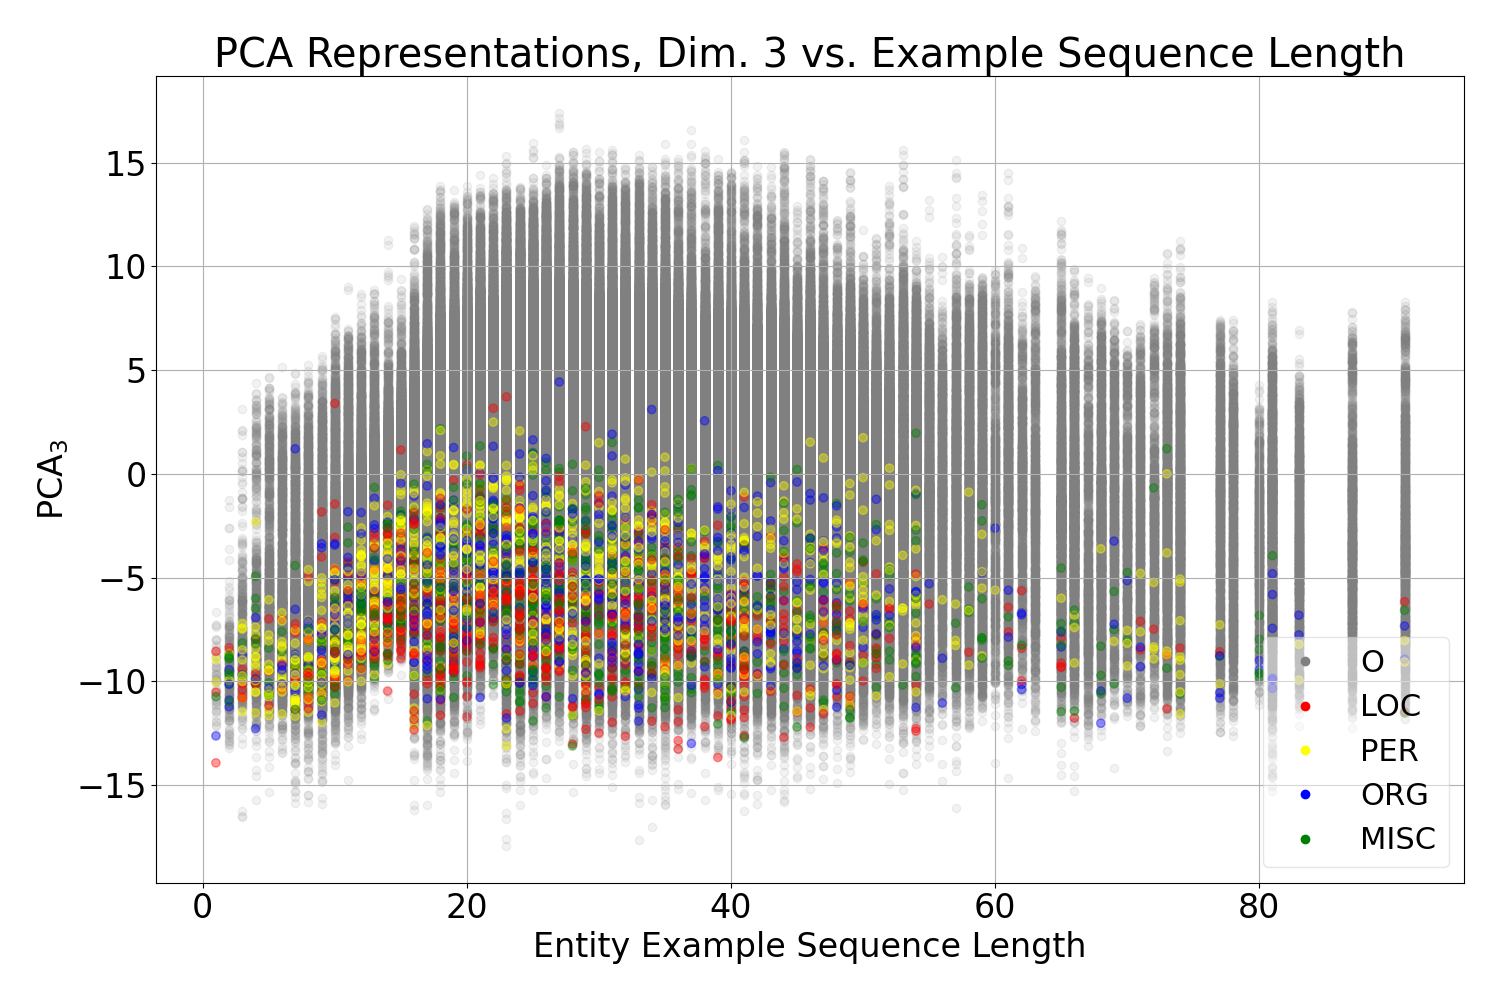 PCA Representations, Dim. 3 vs. Example Sequence Length
15
10
5
0
−5
−10
−15
PCA₃
0 20 40 60 80
Entity Example Sequence Length
O
LOC
PER
ORG
MISC